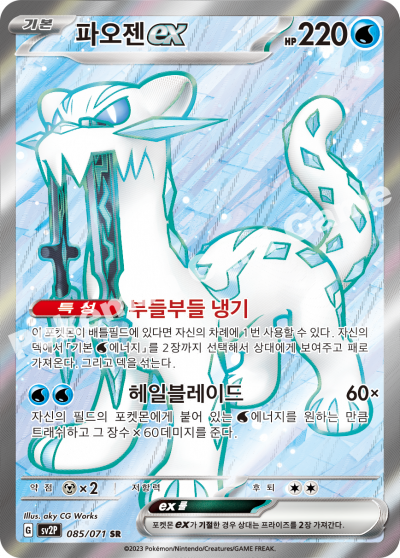 기본 파오젠ex HP 220
특성 부들부들 냉기
이 포켓몬이 배틀필드에 있다면 자신의 차례에 1번 사용할 수 있다. 자신의
덱에서 「기본 에너지」를 2장까지 선택해서 상대에게 보여주고 패로
가져온다. 그리고 덱을 섞는다.
헤일블레이드 60×
자신의 필드의 포켓몬에게 붙어 있는 에너지를 원하는 만큼
트래쉬하고 그 장수×60데미지를 준다.
약점 ×2 저항력 후퇴
Illus. aky CG Works
ex 룰
G SV2P 085/071 SR
포켓몬 ex가 기절한 경우 상대는 프라이즈를 2장 가져간다.
©2023 Pokémon/Nintendo/Creatures/GAME FREAK.